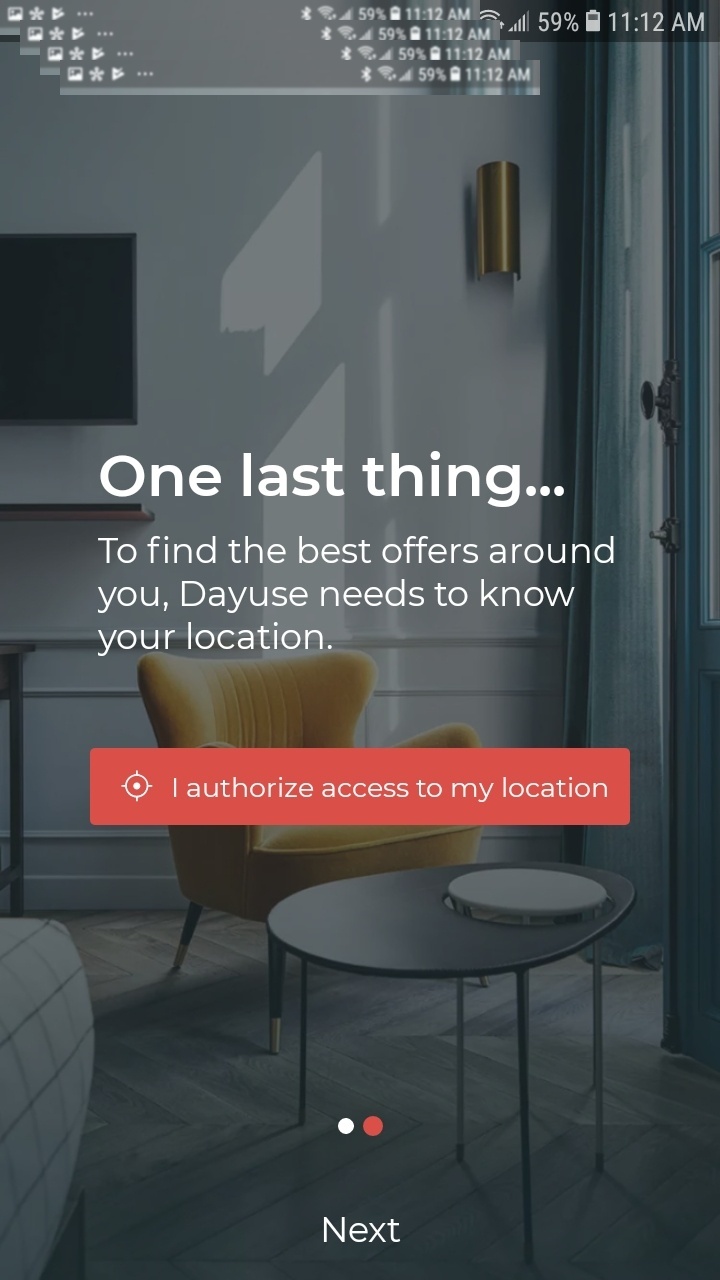 59% 11:12 AM
59% 11:12 AM
59% 11:12 AM
59% 11:12 AM
59% 11:12 AM
One last thing...
To find the best offers around
you, Dayuse needs to know
your location.
I authorize access to my location
Next